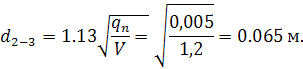 d₂₋₃ = 1.13√(qₙ/V) = √(0,005/1,2) = 0.065 м.